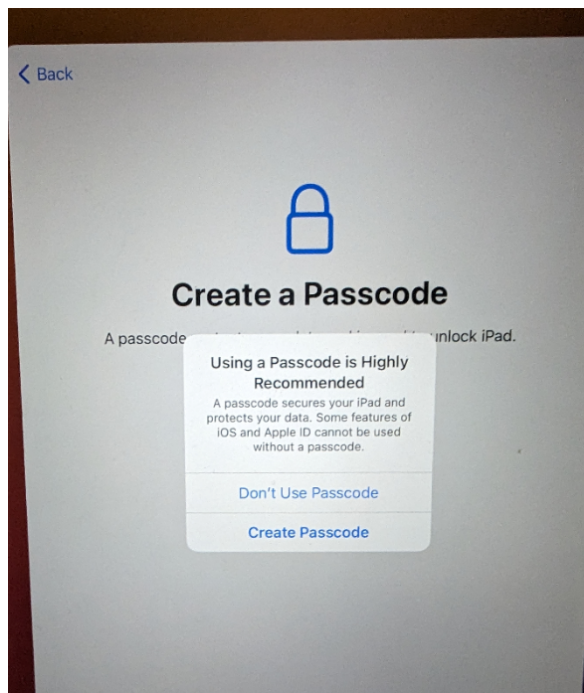 Back
Create a Passcode
A passcode unlock iPad.
Using a Passcode is Highly
Recommended
A passcode secures your iPad and
protects your data. Some features of
iOS and Apple ID cannot be used
without a passcode.
Don't Use Passcode
Create Passcode